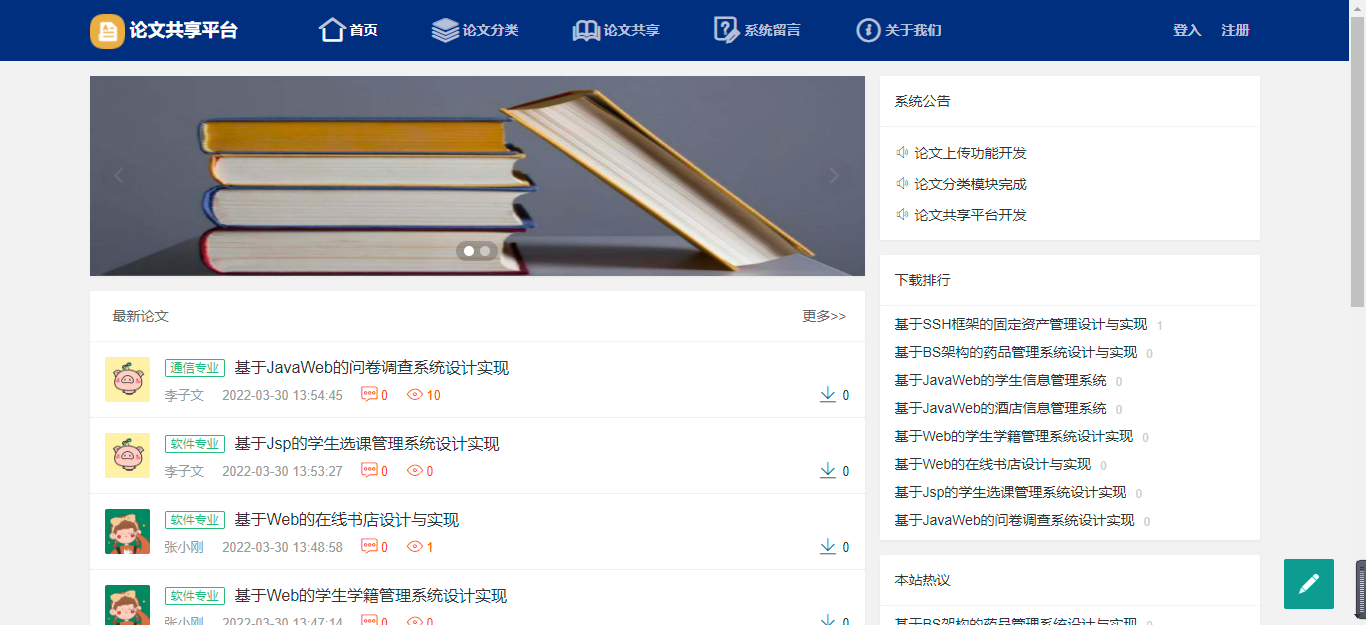 论文共享平台
首页
论文分类
论文共享
系统留言
关于我们
登入
注册
最新论文
更多>>
通信专业 基于JavaWeb的问卷调查系统设计实现
李子文 2022-03-30 13:54:45 0 10 0
软件专业 基于Jsp的学生选课管理系统设计实现
李子文 2022-03-30 13:53:27 0 0 0
软件专业 基于Web的在线书店设计与实现
张小刚 2022-03-30 13:48:58 0 1 0
软件专业 基于Web的学生学籍管理系统设计实现
张小刚 2022-03-30 13:47:14 0 0 0
系统公告
论文上传功能开发
论文分类模块完成
论文共享平台开发
下载排行
基于SSH框架的固定资产管理设计与实现 1
基于BS架构的药品管理系统设计与实现 0
基于JavaWeb的学生信息管理系统 0
基于JavaWeb的酒店信息管理系统 0
基于Web的学生学籍管理系统设计实现 0
基于Web的在线书店设计与实现 0
基于Jsp的学生选课管理系统设计实现 0
基于JavaWeb的问卷调查系统设计实现 0
本站热议
基于BS架构的药品管理系统设计与实现 0